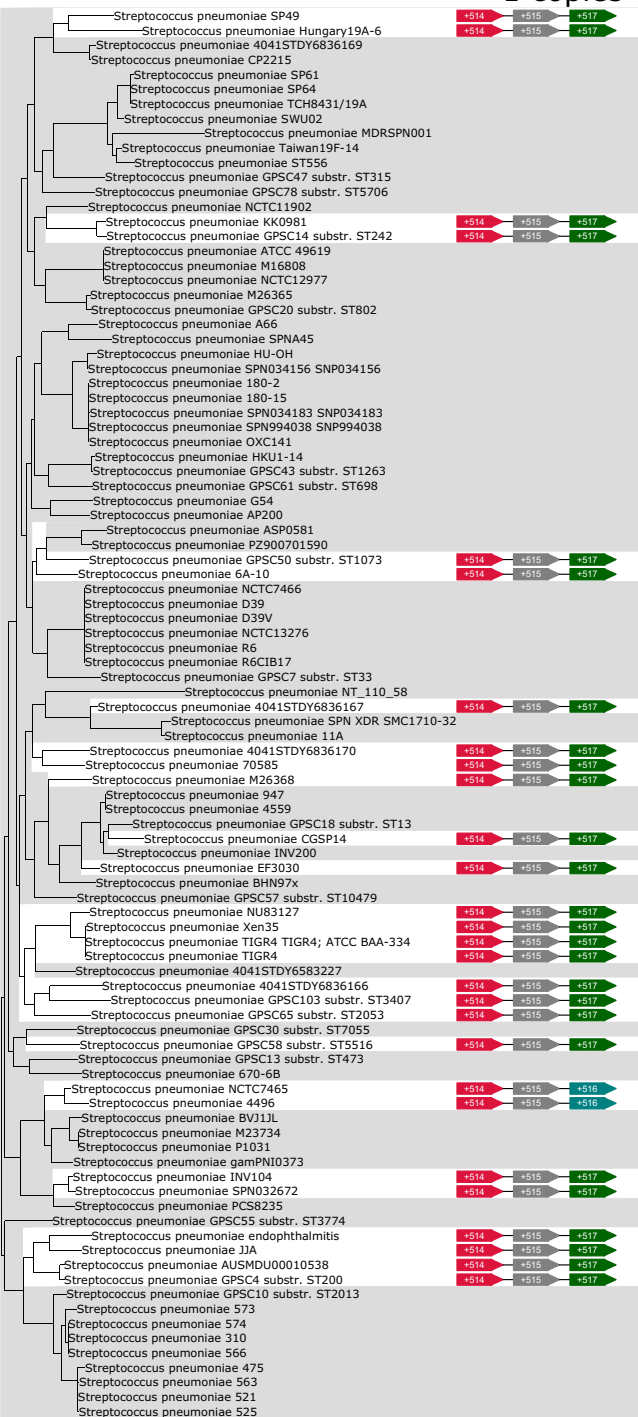 Streptococcus pneumoniae SP49 +514 +515 +517
Streptococcus pneumoniae Hungary19A-6 +514 +515 +517
Streptococcus pneumoniae 4041STDY6836169
Streptococcus pneumoniae CP2215
Streptococcus pneumoniae SP61
Streptococcus pneumoniae SP64
Streptococcus pneumoniae TCH8431/19A
Streptococcus pneumoniae SWU02
Streptococcus pneumoniae MDRSPN001
Streptococcus pneumoniae Taiwan19F-14
Streptococcus pneumoniae ST556
Streptococcus pneumoniae GPSC47 substr. ST315
Streptococcus pneumoniae GPSC78 substr. ST5706
Streptococcus pneumoniae NCTC11902
Streptococcus pneumoniae KK0981 +514 +515 +517
Streptococcus pneumoniae GPSC14 substr. ST242 +514 +515 +517
Streptococcus pneumoniae ATCC 49619
Streptococcus pneumoniae M16808
Streptococcus pneumoniae NCTC12977
Streptococcus pneumoniae M26365
Streptococcus pneumoniae GPSC20 substr. ST802
Streptococcus pneumoniae A66
Streptococcus pneumoniae SPNA45
Streptococcus pneumoniae HU-OH
Streptococcus pneumoniae SPN034156 SNP034156
Streptococcus pneumoniae 180-2
Streptococcus pneumoniae 180-15
Streptococcus pneumoniae SPN034183 SNP034183
Streptococcus pneumoniae SPN994038 SNP994038
Streptococcus pneumoniae OXC141
Streptococcus pneumoniae HKU1-14
Streptococcus pneumoniae GPSC43 substr. ST1263
Streptococcus pneumoniae GPSC61 substr. ST698
Streptococcus pneumoniae G54
Streptococcus pneumoniae AP200
Streptococcus pneumoniae ASP0581
Streptococcus pneumoniae PZ900701590
Streptococcus pneumoniae GPSC50 substr. ST1073 +514 +515 +517
Streptococcus pneumoniae 6A-10 +514 +515 +517
Streptococcus pneumoniae NCTC7466
Streptococcus pneumoniae D39
Streptococcus pneumoniae D39V
Streptococcus pneumoniae NCTC13276
Streptococcus pneumoniae R6
Streptococcus pneumoniae R6CIB17
Streptococcus pneumoniae GPSC7 substr. ST33
Streptococcus pneumoniae NT_110_58
Streptococcus pneumoniae 4041STDY6836167 +514 +515 +517
Streptococcus pneumoniae SPN XDR SMC1710-32
Streptococcus pneumoniae 11A
Streptococcus pneumoniae 4041STDY6836170 +514 +515 +517
Streptococcus pneumoniae 70585 +514 +515 +517
Streptococcus pneumoniae M26368 +514 +515 +517
Streptococcus pneumoniae 947
Streptococcus pneumoniae 4559
Streptococcus pneumoniae GPSC18 substr. ST13
Streptococcus pneumoniae CGSP14 +514 +515 +517
Streptococcus pneumoniae INV200
Streptococcus pneumoniae EF3030 +514 +515 +517
Streptococcus pneumoniae BHN97x
Streptococcus pneumoniae GPSC57 substr. ST10479
Streptococcus pneumoniae NU83127 +514 +515 +517
Streptococcus pneumoniae Xen35 +514 +515 +517
Streptococcus pneumoniae TIGR4 TIGR4; ATCC BAA-334 +514 +515 +517
Streptococcus pneumoniae TIGR4 +514 +515 +517
Streptococcus pneumoniae 4041STDY6583227
Streptococcus pneumoniae 4041STDY6836166 +514 +515 +517
Streptococcus pneumoniae GPSC103 substr. ST3407 +514 +515 +517
Streptococcus pneumoniae GPSC65 substr. ST2053 +514 +515 +517
Streptococcus pneumoniae GPSC30 substr. ST7055
Streptococcus pneumoniae GPSC58 substr. ST5516 +514 +515 +517
Streptococcus pneumoniae GPSC13 substr. ST473
Streptococcus pneumoniae 670-6B
Streptococcus pneumoniae NCTC7465 +514 +515 +516
Streptococcus pneumoniae 4496 +514 +515 +516
Streptococcus pneumoniae BVJ1JL
Streptococcus pneumoniae M23734
Streptococcus pneumoniae P1031
Streptococcus pneumoniae gamPNI0373
Streptococcus pneumoniae INV104 +514 +515 +517
Streptococcus pneumoniae SPN032672 +514 +515 +517
Streptococcus pneumoniae PCS8235
Streptococcus pneumoniae GPSC55 substr. ST3774
Streptococcus pneumoniae endophthalmitis +514 +515 +517
Streptococcus pneumoniae JJA +514 +515 +517
Streptococcus pneumoniae AUSMDU00010538 +514 +515 +517
Streptococcus pneumoniae GPSC4 substr. ST200 +514 +515 +517
Streptococcus pneumoniae GPSC10 substr. ST2013
Streptococcus pneumoniae 573
Streptococcus pneumoniae 574
Streptococcus pneumoniae 310
Streptococcus pneumoniae 566
Streptococcus pneumoniae 475
Streptococcus pneumoniae 563
Streptococcus pneumoniae 521
Streptococcus pneumoniae 525